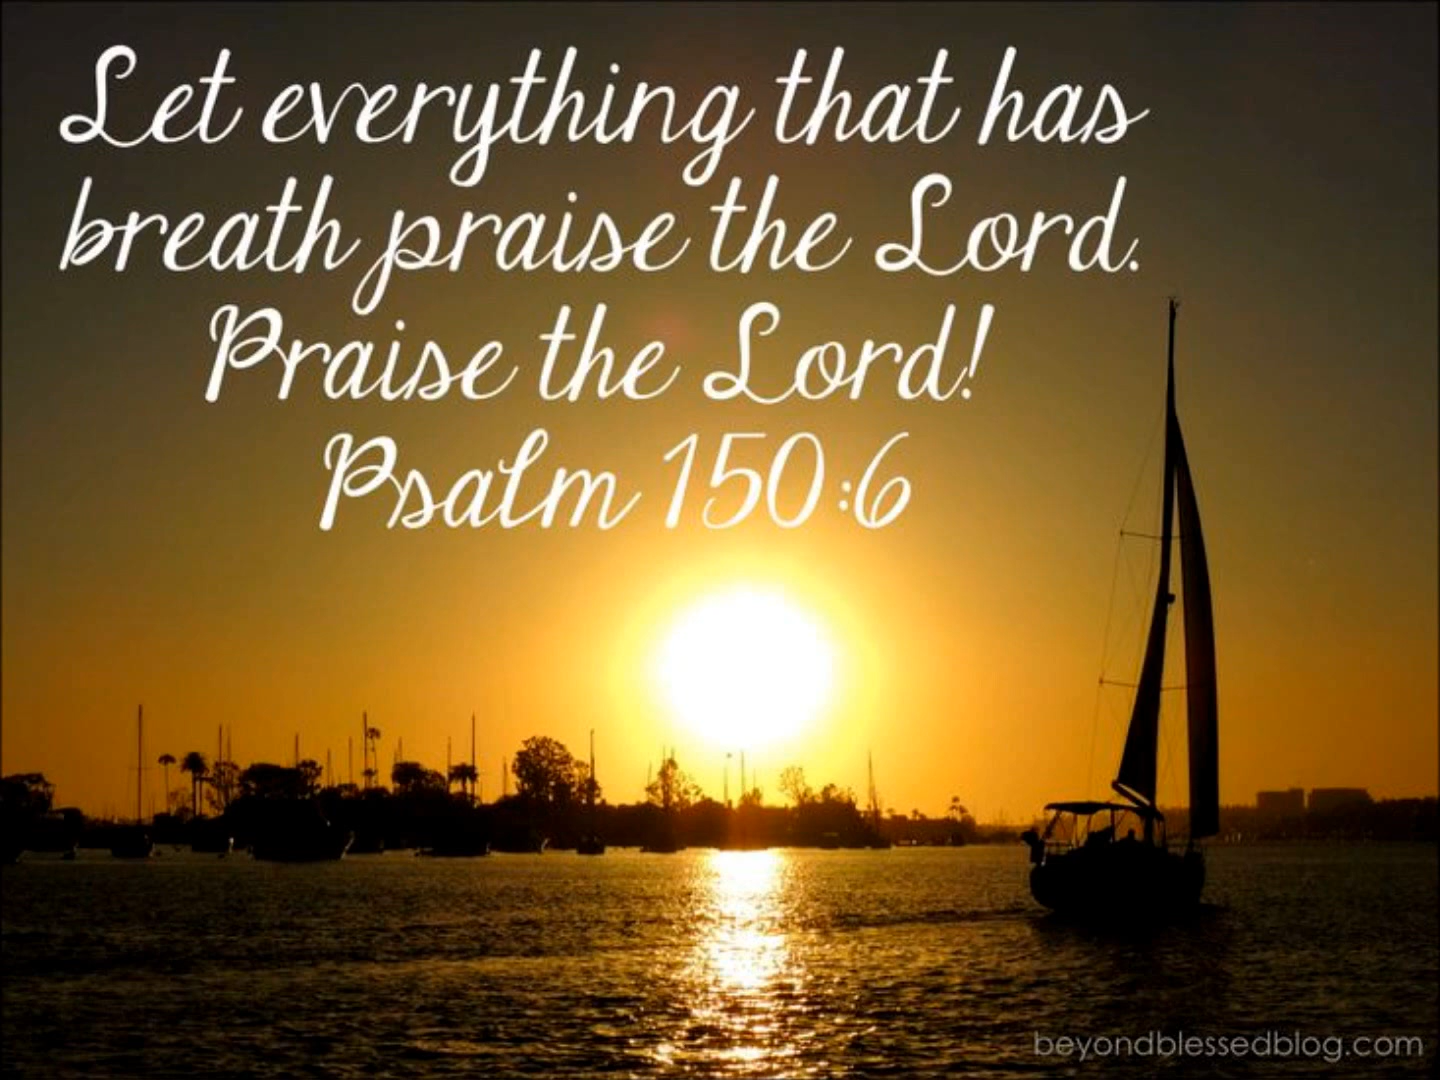 Let everything that has
breath praise the Lord.
Praise the Lord!
Psalm 150:6
beyondblessedblog.com